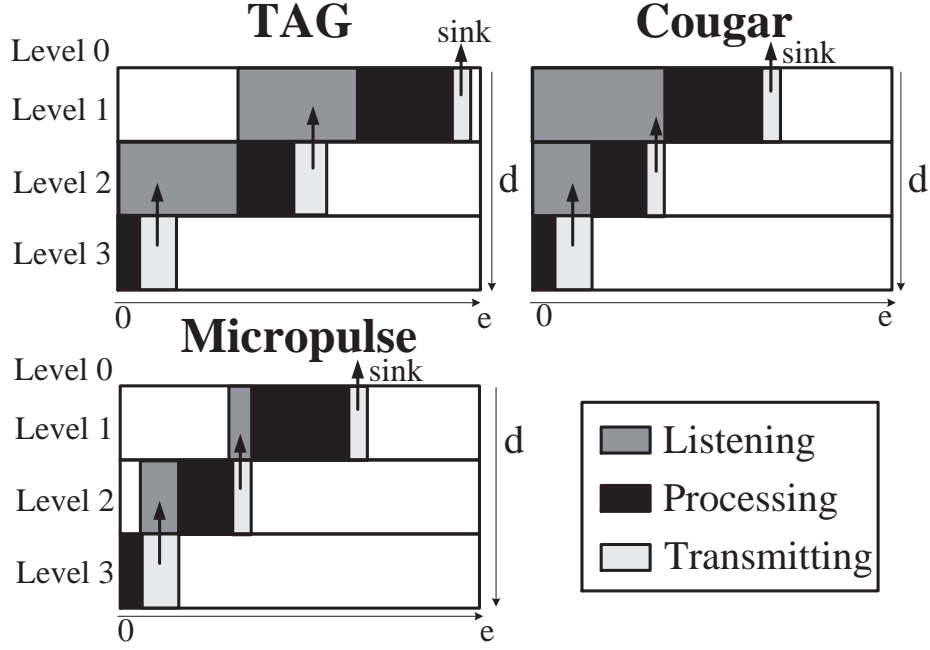 TAG
Level 0
sink
Level 1
Level 2
Level 3
d
0
e
Cougar
sink
d
0
e
Micropulse
Level 0
sink
Level 1
Level 2
Level 3
d
0
e
Listening
Processing
Transmitting